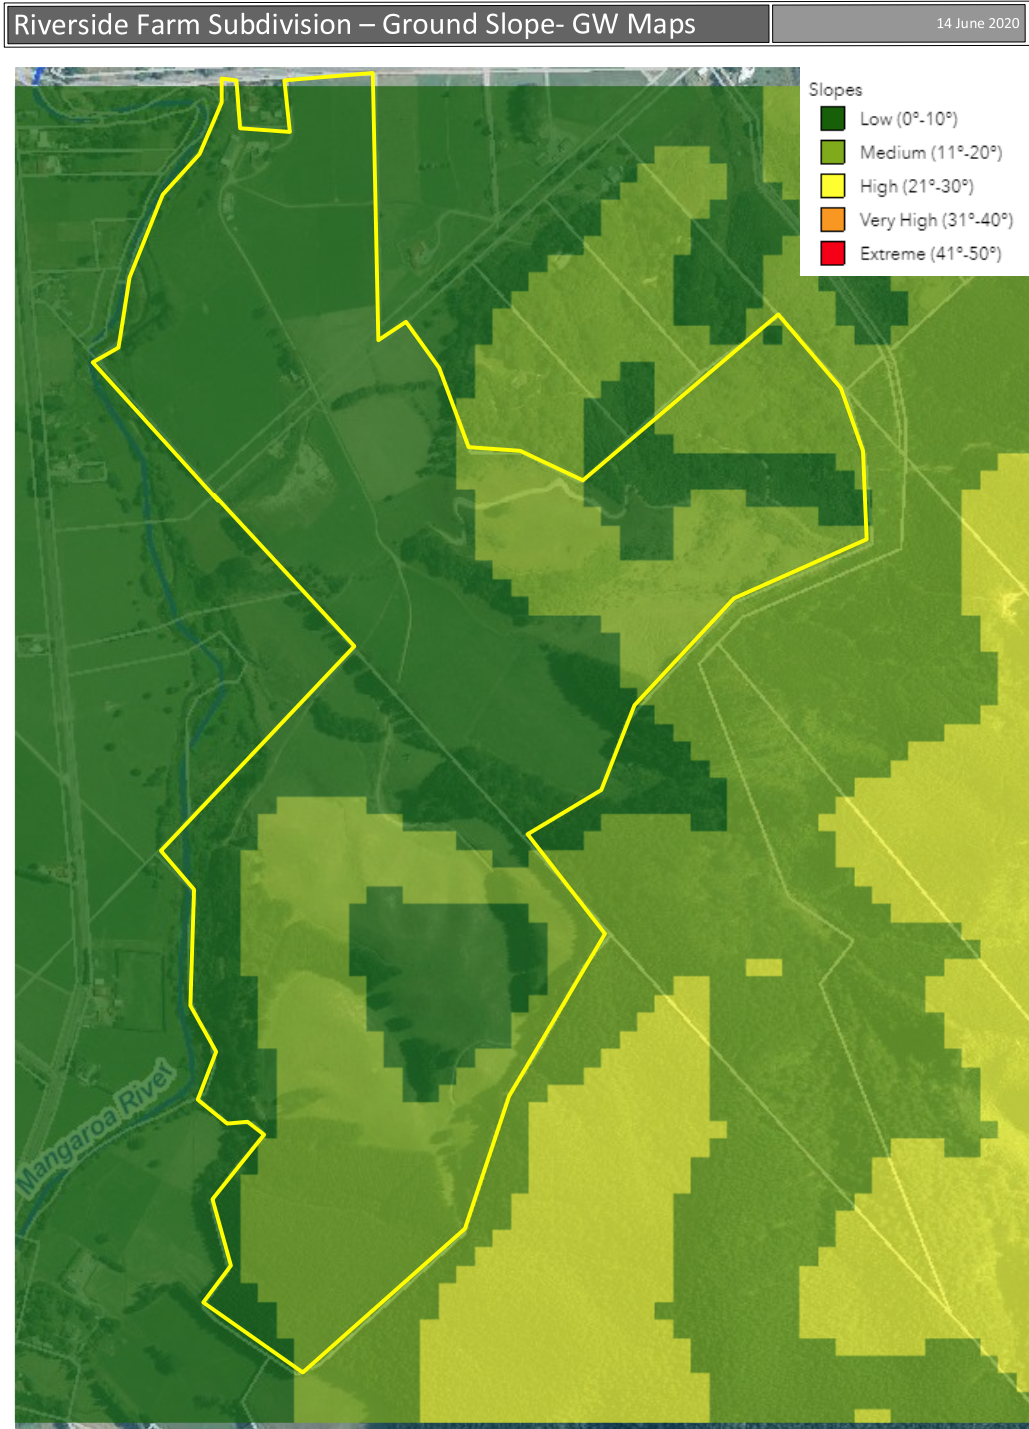 Riverside Farm Subdivision – Ground Slope- GW Maps
14 June 2020
Slopes
Low (0°-10°)
Medium (11°-20°)
High (21°-30°)
Very High (31°-40°)
Extreme (41°-50°)
Mangaroa River